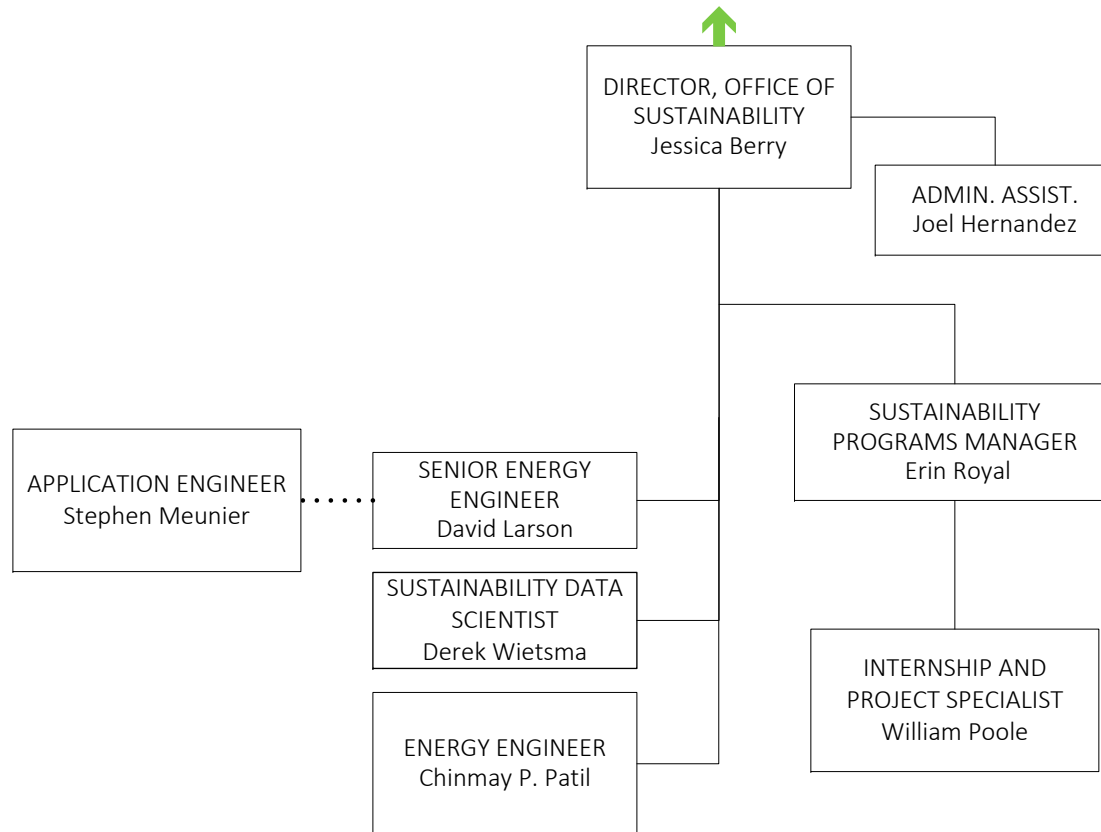 DIRECTOR, OFFICE OF
SUSTAINABILITY
Jessica Berry
ADMIN. ASSIST.
Joel Hernandez
SUSTAINABILITY
PROGRAMS MANAGER
Erin Royal
APPLICATION ENGINEER
Stephen Meunier
SENIOR ENERGY
ENGINEER
David Larson
SUSTAINABILITY DATA
SCIENTIST
Derek Wietsma
INTERNSHIP AND
PROJECT SPECIALIST
William Poole
ENERGY ENGINEER
Chinmay P. Patil